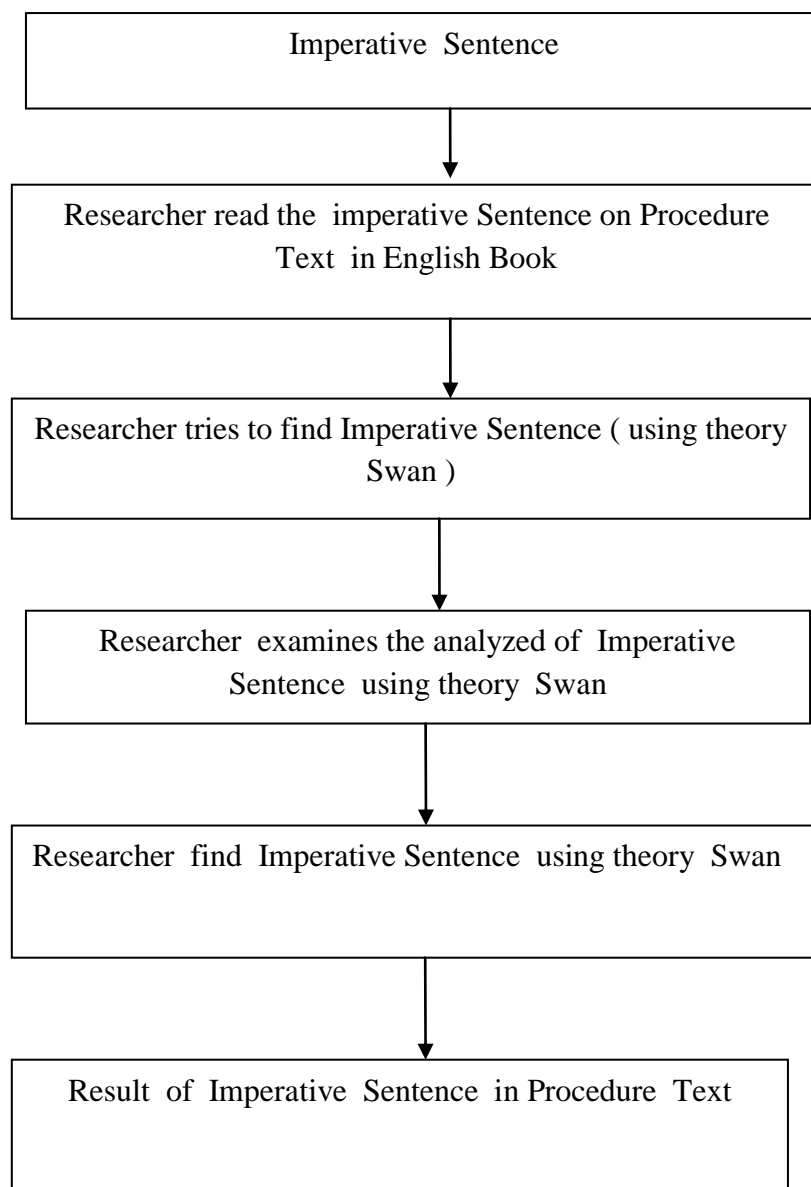 Imperative Sentence
Researcher read the imperative Sentence on Procedure
Text in English Book
Researcher tries to find Imperative Sentence ( using theory
Swan )
Researcher examines the analyzed of Imperative
Sentence using theory Swan
Researcher find Imperative Sentence using theory Swan
Result of Imperative Sentence in Procedure Text